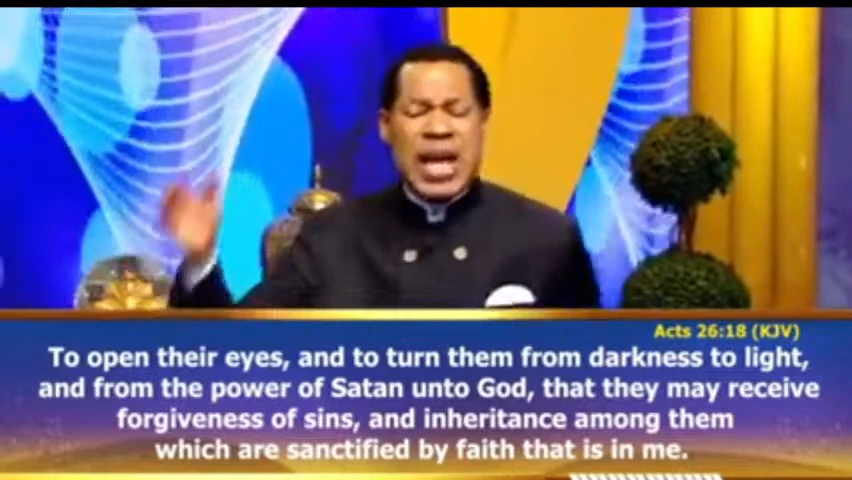 Acts 26:18 (KJV)
To open their eyes, and to turn them from darkness to light,
and from the power of Satan unto God, that they may receive
forgiveness of sins, and inheritance among them
which are sanctified by faith that is in me.